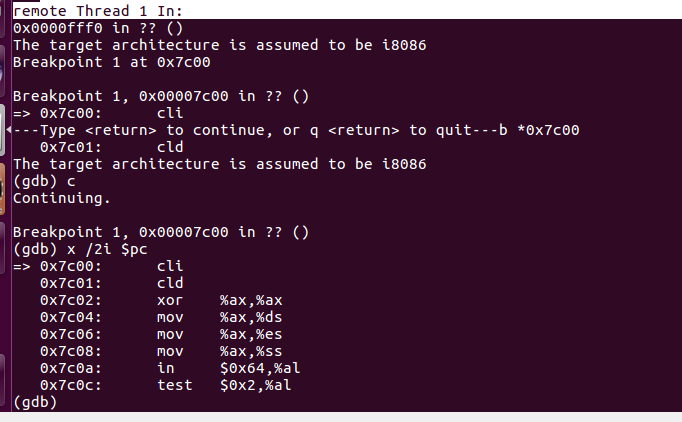 remote Thread 1 In:
0x0000fff0 in ?? ()
The target architecture is assumed to be i8086
Breakpoint 1 at 0x7c00

Breakpoint 1, 0x00007c00 in ?? ()
=> 0x7c00:      cli
---Type <return> to continue, or q <return> to quit---b *0x7c00
   0x7c01:      cld
The target architecture is assumed to be i8086
(gdb) c
Continuing.

Breakpoint 1, 0x00007c00 in ?? ()
(gdb) x /2i $pc
=> 0x7c00:      cli
   0x7c01:      cld
   0x7c02:      xor    %ax,%ax
   0x7c04:      mov    %ax,%ds
   0x7c06:      mov    %ax,%es
   0x7c08:      mov    %ax,%ss
   0x7c0a:      in     $0x64,%al
   0x7c0c:      test   $0x2,%al
(gdb)